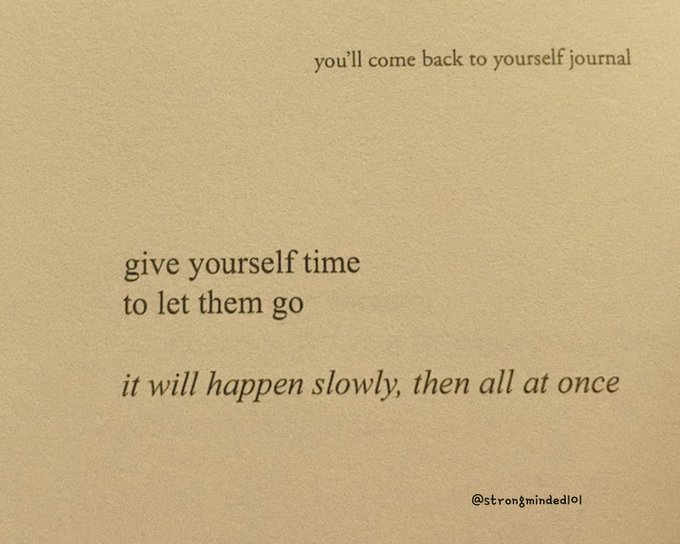 you’ll come back to yourself journal
give yourself time
to let them go
it will happen slowly, then all at once
@strongminded101